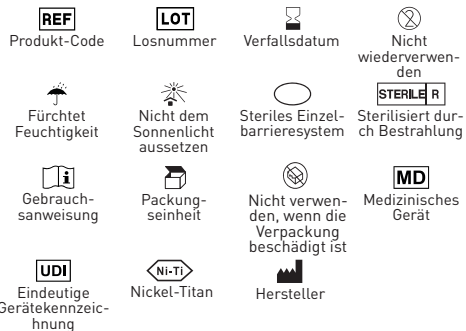 REF
Produkt-Code
LOT
Losnummer
Verfallsdatum
2
Nicht
wiederverwen-
den
Fürchtet
Feuchtigkeit
Nicht dem
Sonnenlicht
aussetzen
Steriles Einzel-
barrieresystem
STERILE R
Sterilisiert dur-
ch Bestrahlung
i
Gebrauch-
sanweisung
Packung-
seinheit
Nicht verwen-
den, wenn die
Verpackung
beschädigt ist
MD
Medizinisches
Gerät
UDI
Eindeutige
Gerätekennzeic-
hnung
Ni-Ti
Nickel-Titan
Hersteller